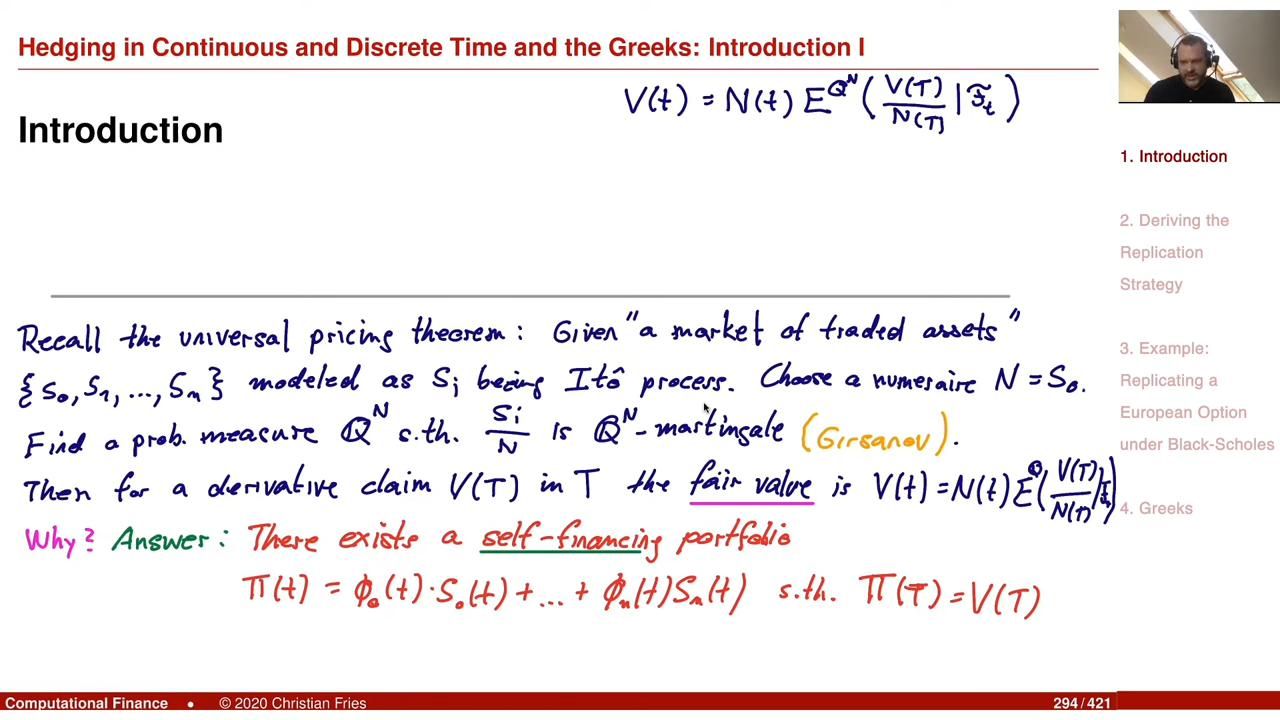 Hedging in Continuous and Discrete Time and the Greeks: Introduction I
V(t) = N(t) E^{Q^N} ( V(T) / N(T) | F_t )
Introduction
Recall the universal pricing theorem: Given "a market of traded assets"
{S_0, S_1, ..., S_n} modeled as S_i being Itô process. Choose a numeraire N = S_0.
Find a prob. measure Q^N s.th. S_i / N is Q^N-martingale (Girsanov).
Then for a derivative claim V(T) in T the fair value is V(t) = N(t) E^Q ( V(T) / N(T) | F_t )
Why? Answer: There exists a self-financing portfolio
Π(t) = ϕ_0(t)·S_0(t) + ... + ϕ_n(t) S_n(t) s.th. Π(T) = V(T)
1. Introduction
2. Deriving the
Replication
Strategy
3. Example:
Replicating a
European Option
under Black-Scholes
4. Greeks
Computational Finance • © 2020 Christian Fries
294 / 421